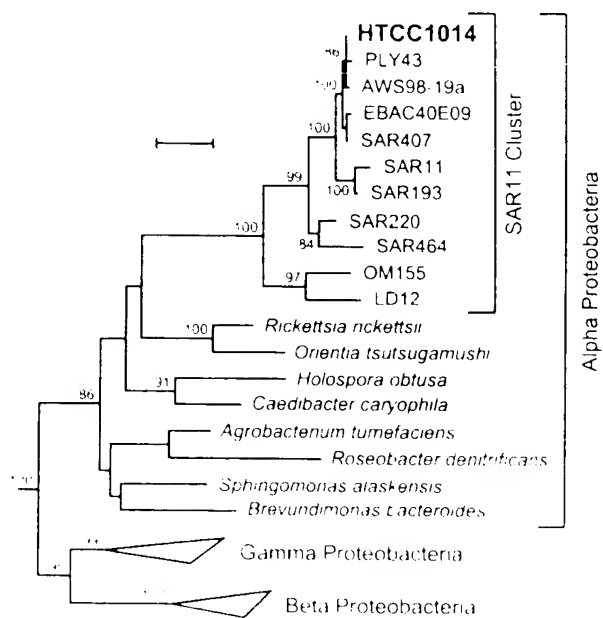 HTCC1014
86
PLY43
100
AWS98-19a
EBAC40E09
100
SAR407
SAR11
99
100
SAR193
100
SAR220
84
SAR464
97
OM155
LD12
SAR11 Cluster
Alpha Proteobacteria
Rickettsia rickettsii
100
Orientia tsutsugamushi
Holospora obtusa
91
86
Caedibacter caryophila
Agrobacterium tumefaciens
Roseobacter denitrificans
Sphingomonas alaskensis
Brevundimonas bacteroides
Gamma Proteobacteria
Beta Proteobacteria